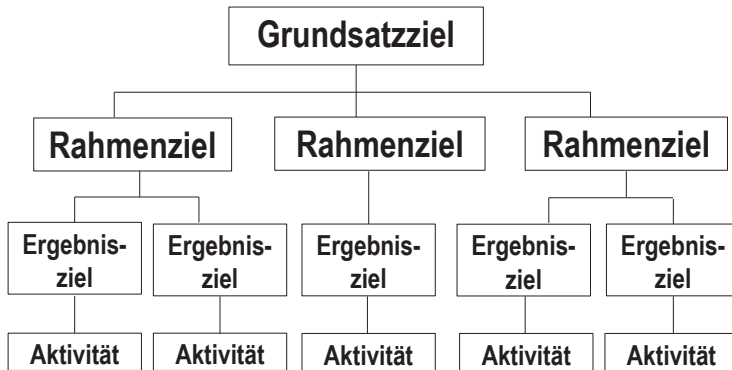 Grundsatzziel
Rahmenziel Rahmenziel Rahmenziel
Ergebnis- Ergebnis- Ergebnis- Ergebnis- Ergebnis-
ziel ziel ziel ziel ziel
Aktivität Aktivität Aktivität Aktivität Aktivität